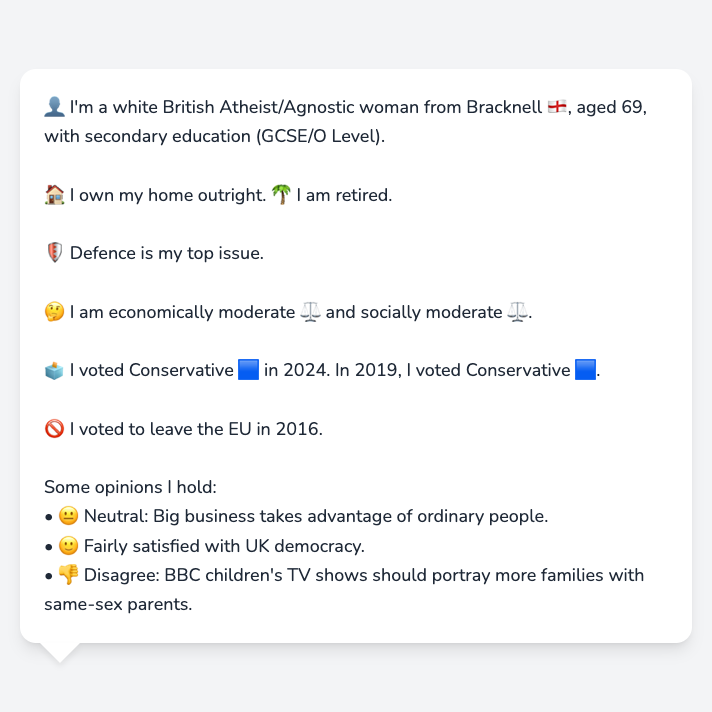 👤 I'm a white British Atheist/Agnostic woman from Bracknell 🏴󠁧󠁢󠁥󠁮󠁧󠁿, aged 69,
with secondary education (GCSE/O Level).
🏠 I own my home outright. 🌴 I am retired.
🛡️ Defence is my top issue.
🤔 I am economically moderate ⚖️ and socially moderate ⚖️.
🗳️ I voted Conservative 🟦 in 2024. In 2019, I voted Conservative 🟦.
🚫 I voted to leave the EU in 2016.
Some opinions I hold:
• 😐 Neutral: Big business takes advantage of ordinary people.
• 🙂 Fairly satisfied with UK democracy.
• 👎 Disagree: BBC children's TV shows should portray more families with
same-sex parents.